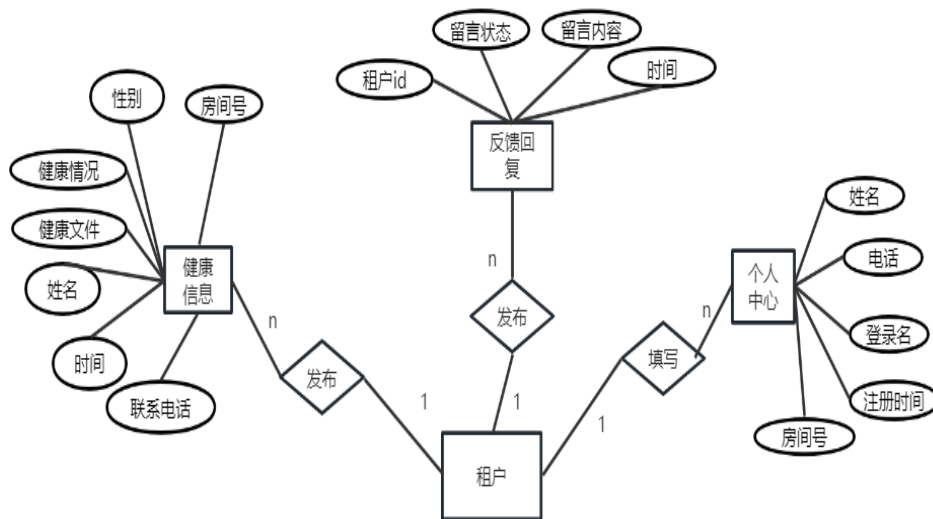 留言状态
留言内容
租户id
时间
性别
房间号
反馈回
复
健康情况
健康文件
姓名
时间
联系电话
健康
信息
姓名
电话
登录名
注册时间
房间号
个人
中心
n
n
n
发布
发布
填写
1
1
1
租户